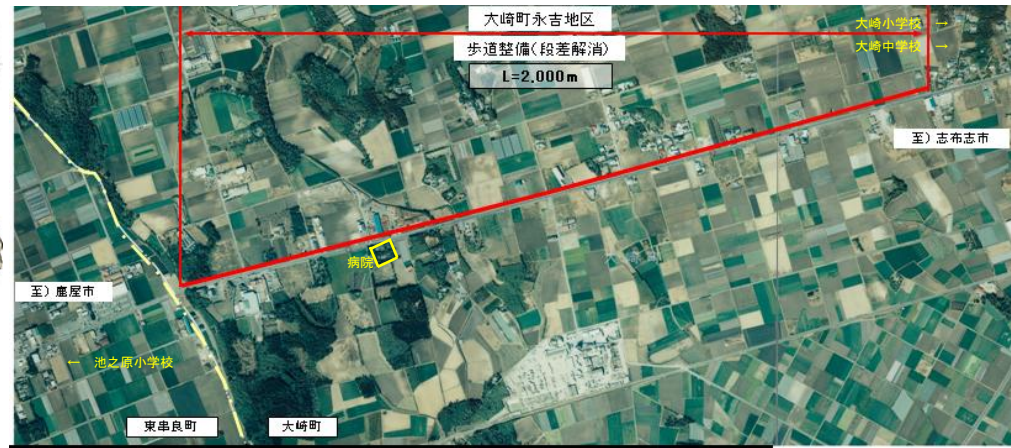 大崎町永吉地区
歩道整備(段差解消)
L=2,000m
大崎小学校 →
大崎中学校 →
至) 志布志市
病院
至) 鹿屋市
← 池之原小学校
東串良町
大崎町